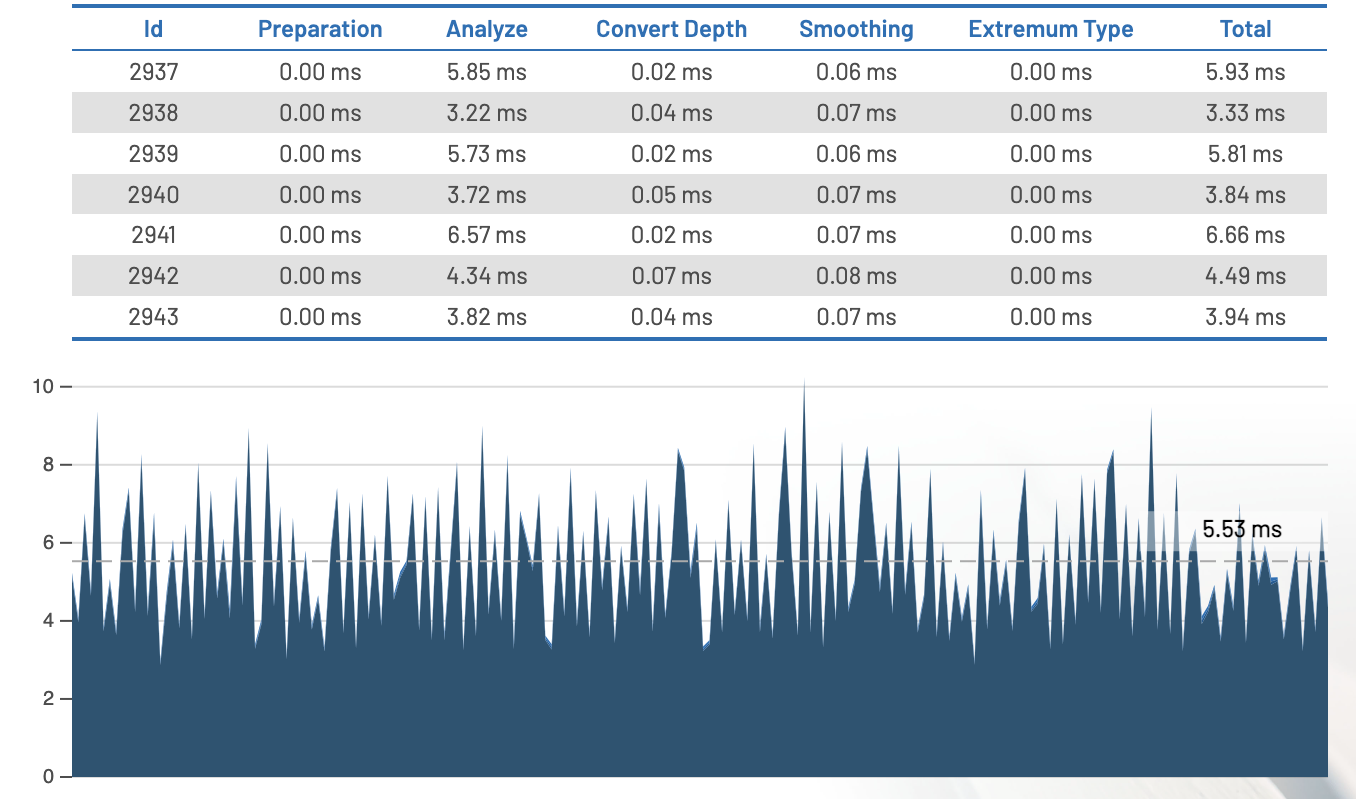 Id Preparation Analyze Convert Depth Smoothing Extremum Type Total
2937 0.00 ms 5.85 ms 0.02 ms 0.06 ms 0.00 ms 5.93 ms
2938 0.00 ms 3.22 ms 0.04 ms 0.07 ms 0.00 ms 3.33 ms
2939 0.00 ms 5.73 ms 0.02 ms 0.06 ms 0.00 ms 5.81 ms
2940 0.00 ms 3.72 ms 0.05 ms 0.07 ms 0.00 ms 3.84 ms
2941 0.00 ms 6.57 ms 0.02 ms 0.07 ms 0.00 ms 6.66 ms
2942 0.00 ms 4.34 ms 0.07 ms 0.08 ms 0.00 ms 4.49 ms
2943 0.00 ms 3.82 ms 0.04 ms 0.07 ms 0.00 ms 3.94 ms
10
8
6
5.53 ms
4
2
0